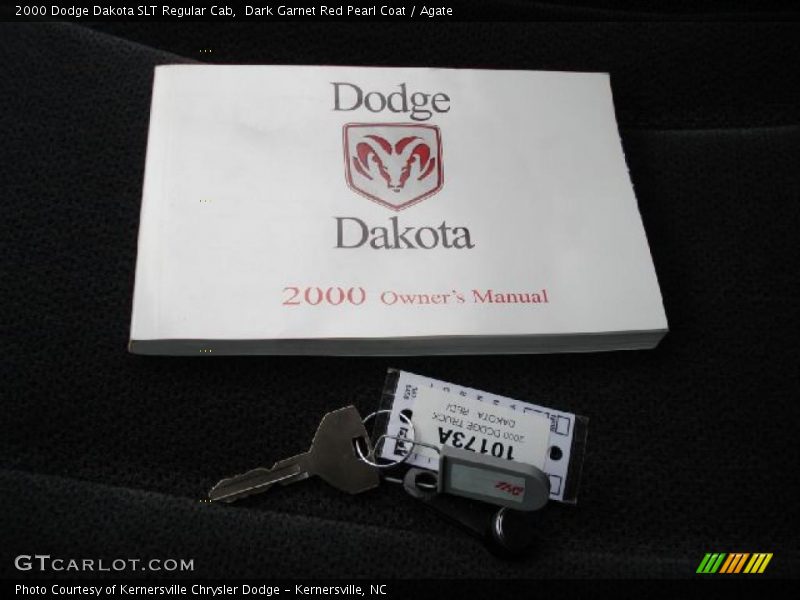 2000 Dodge Dakota SLT Regular Cab,  Dark Garnet Red Pearl Coat / Agate
Dodge
Dakota
2000 Owner's Manual
10173A
2000 DODGE TRUCK
DAKOTA RED/
GTCARLOT.COM
Photo Courtesy of Kernersville Chrysler Dodge - Kernersville, NC